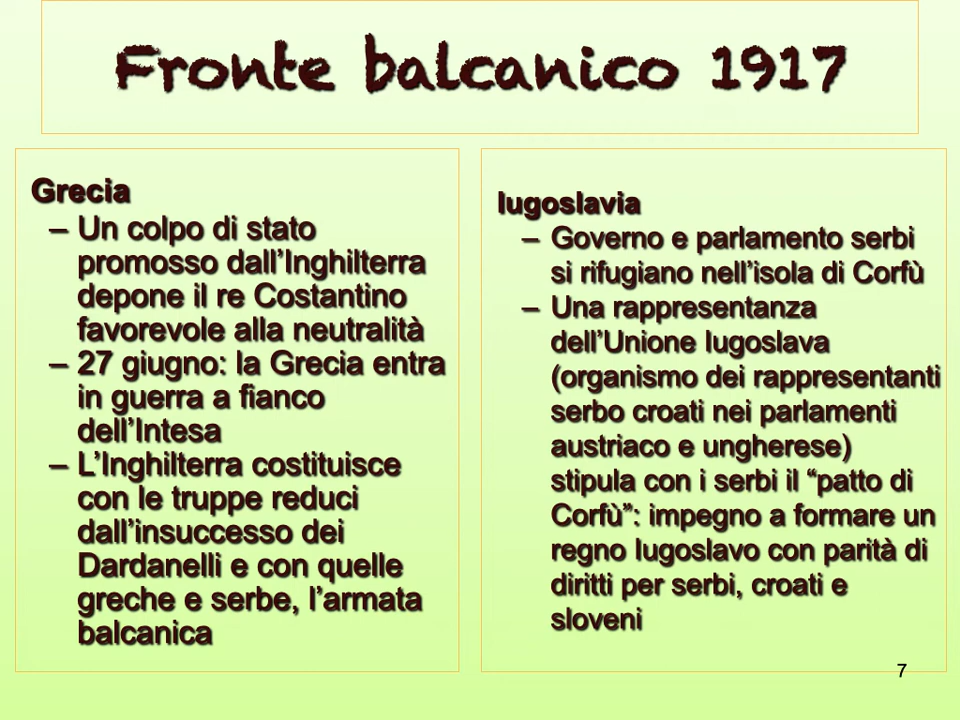 Fronte balcanico 1917
Grecia
– Un colpo di stato
promosso dall’Inghilterra
depone il re Costantino
favorevole alla neutralità
– 27 giugno: la Grecia entra
in guerra a fianco
dell’Intesa
– L’Inghilterra costituisce
con le truppe reduci
dall’insuccesso dei
Dardanelli e con quelle
greche e serbe, l’armata
balcanica
Iugoslavia
– Governo e parlamento serbi
si rifugiano nell’isola di Corfù
– Una rappresentanza
dell’Unione Iugoslava
(organismo dei rappresentanti
serbo croati nei parlamenti
austriaco e ungherese)
stipula con i serbi il “patto di
Corfù”: impegno a formare un
regno Iugoslavo con parità di
diritti per serbi, croati e
sloveni
7